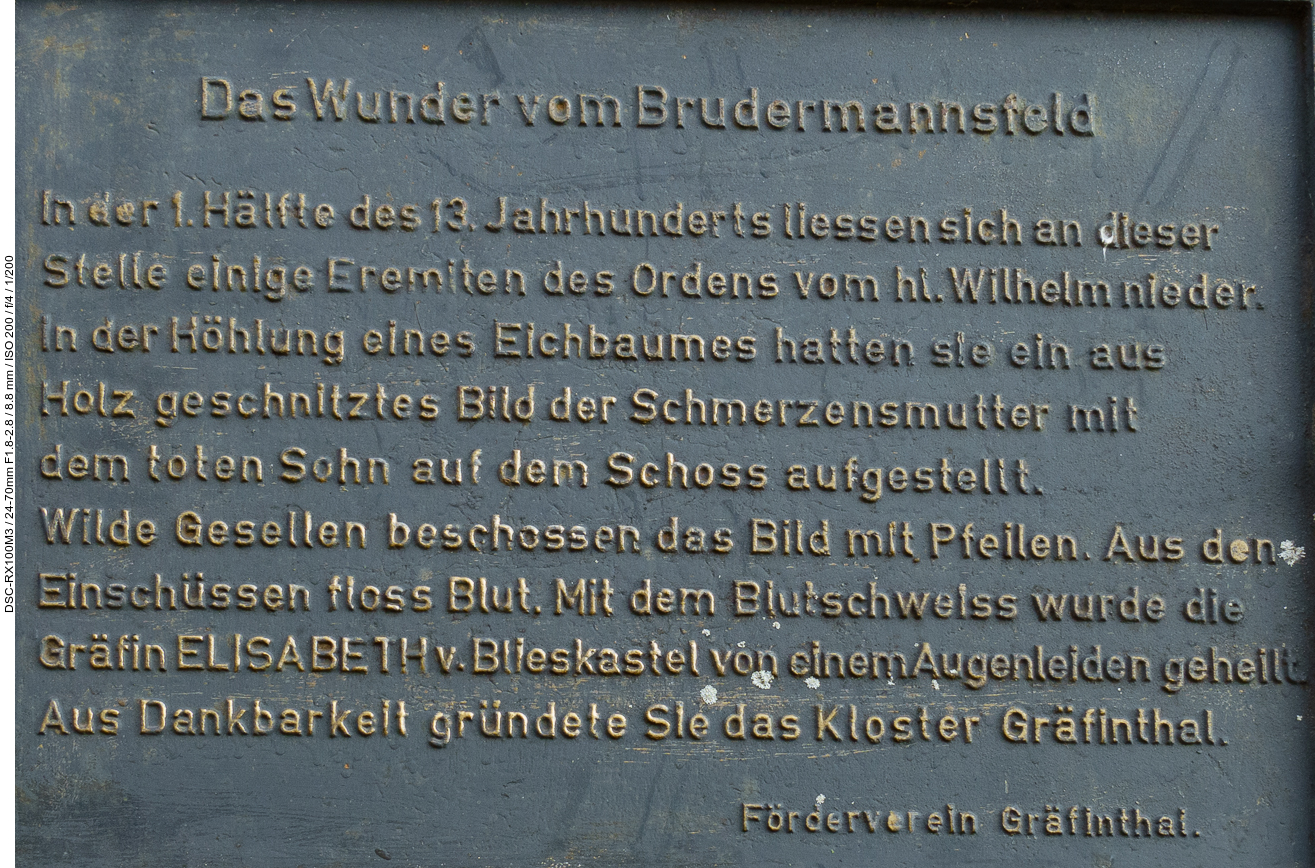 Das Wunder vom Brudermannsfeld
In der 1. Hälfte des 13. Jahrhunderts liessen sich an dieser
Stelle einige Eremiten des Ordens vom hl. Wilhelm nieder.
In der Höhlung eines Eichbaumes hatten sie ein aus
Holz geschnitztes Bild der Schmerzensmutter mit
dem toten Sohn auf dem Schoss aufgestellt.
Wilde Gesellen beschossen das Bild mit Pfeilen. Aus den
Einschüssen floss Blut. Mit dem Blutschweiss wurde die
Gräfin ELISABETH v. Blieskastel von einem Augenleiden geheilt.
Aus Dankbarkeit gründete Sie das Kloster Gräfinthal.
Förderverein Gräfinthal.
DSC-RX100M3 / 24-70mm F1.8-2.8 / 8.8 mm / ISO 200 / f/4 / 1/200